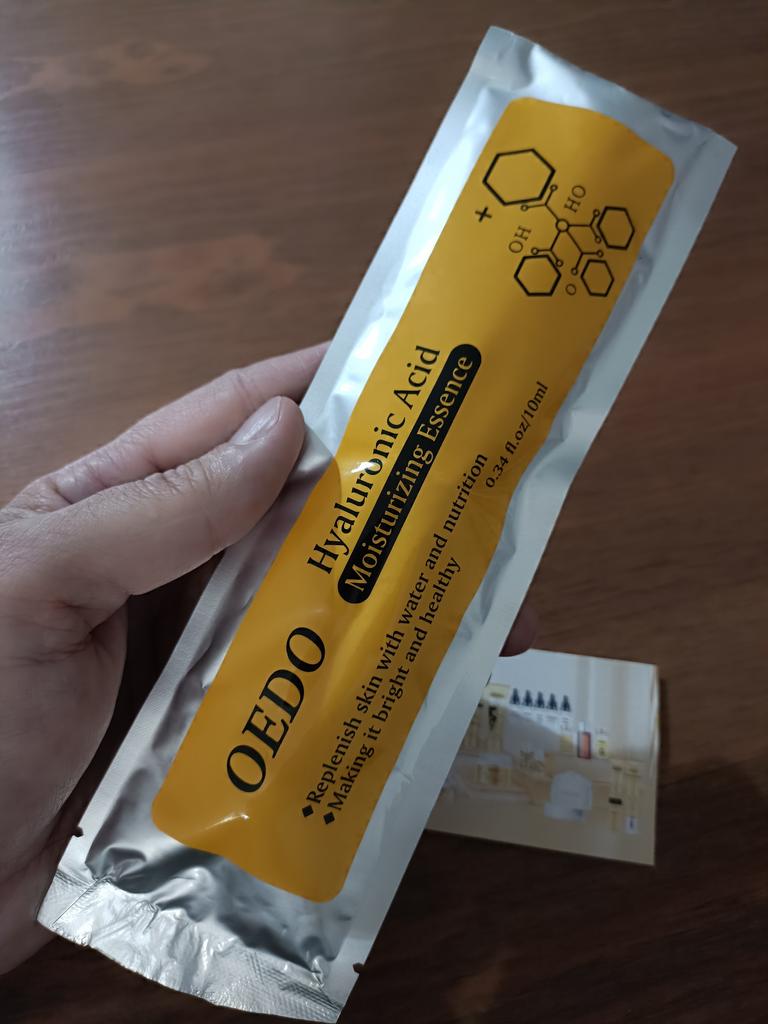 OEDO
Hyaluronic Acid
Moisturizing Essence
◆Replenish skin with water and nutrition
◆Making it bright and healthy
0.34 fl.oz/10ml
+
OH
HO
O